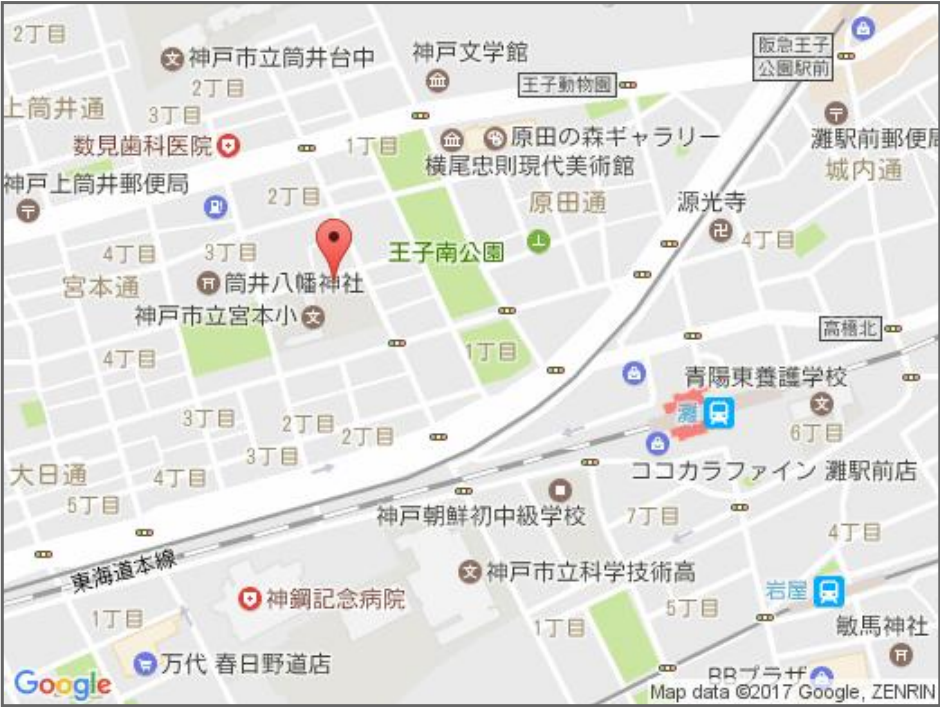 2丁目
神戸市立筒井台中
神戸文学館
阪急王子
公園駅前
2丁目
王子動物園
上筒井通
3丁目
数見歯科医院
1丁目
原田の森ギャラリー
灘駅前郵便局
横尾忠則現代美術館
城内通
神戸上筒井郵便局
2丁目
原田通
源光寺
4丁目
3丁目
王子南公園
4丁目
宮本通
筒井八幡神社
神戸市立宮本小
高橋北
4丁目
1丁目
青陽東養護学校
灘
3丁目
2丁目
2丁目
6丁目
3丁目
大日通
4丁目
ココカラファイン 灘駅前店
5丁目
神戸朝鮮初中級学校
7丁目
4丁目
東海道本線
神戸市立科学技術高
神鋼記念病院
岩屋
1丁目
5丁目
1丁目
敏馬神社
万代 春日野道店
BBプラザ
Google
Map data ©2017 Google, ZENRIN